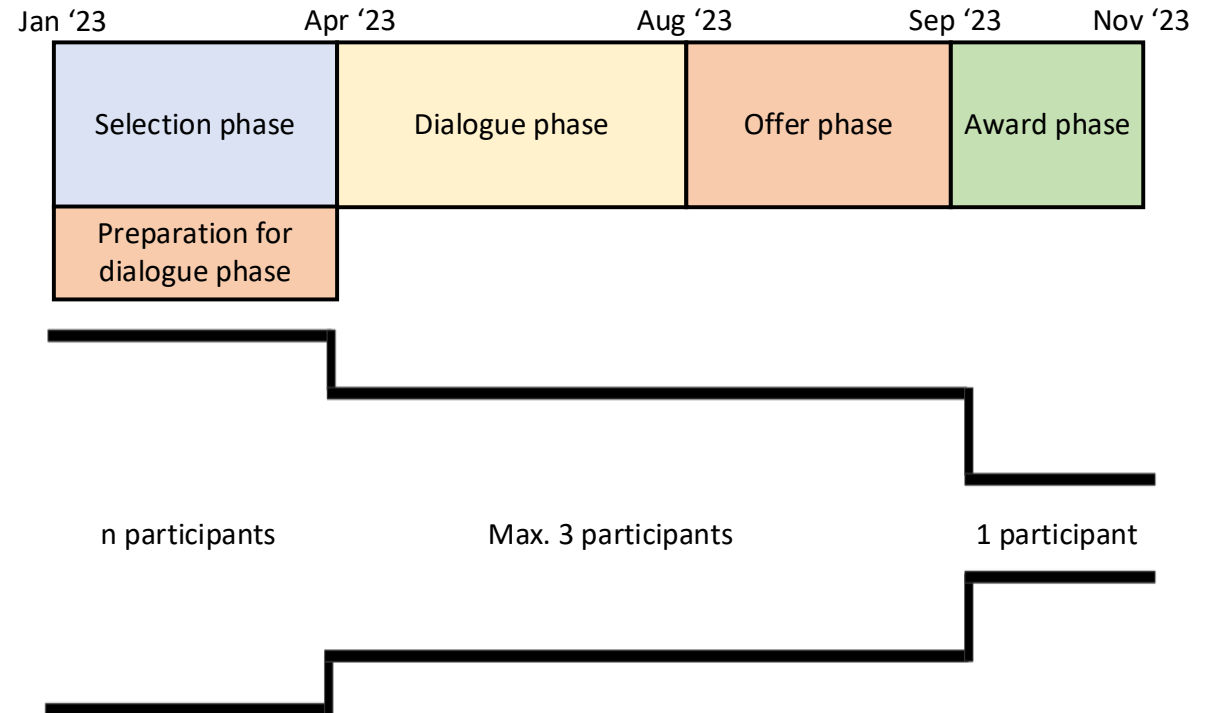 Jan ‘23
Apr ‘23
Aug ‘23
Sep ‘23
Nov ‘23
Selection phase
Dialogue phase
Offer phase
Award phase
Preparation for
dialogue phase
n participants
Max. 3 participants
1 participant